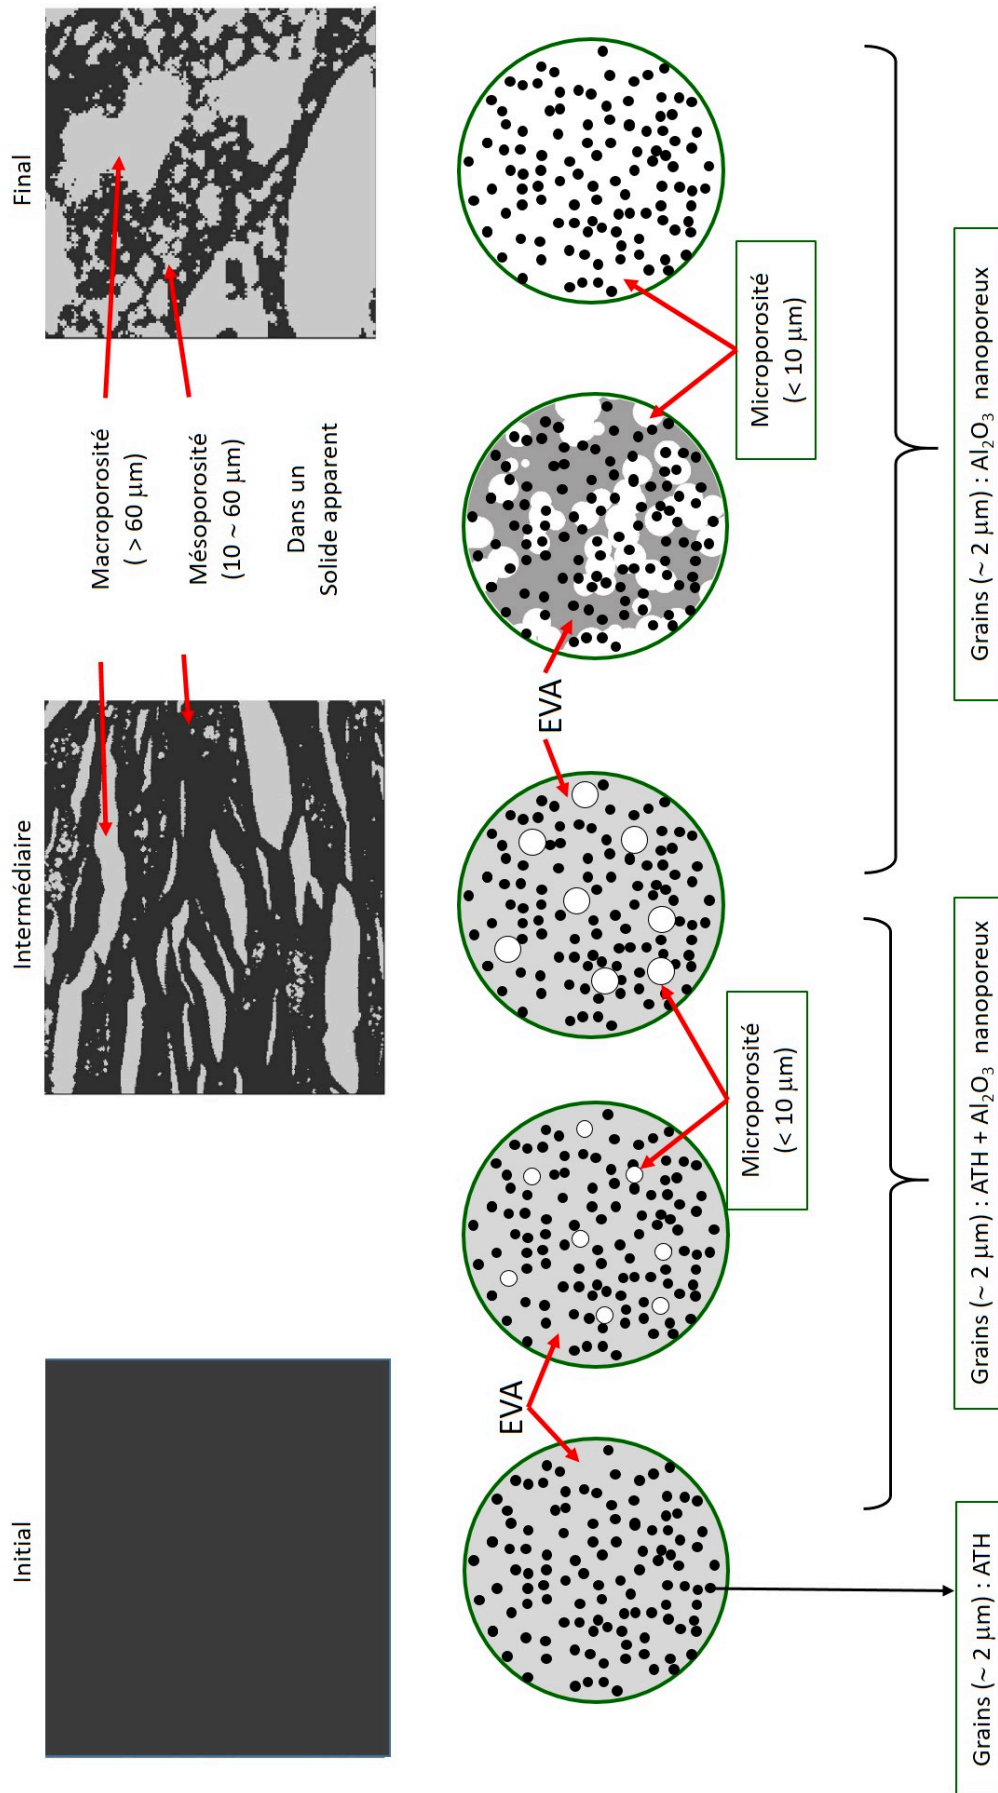 Initial
Intermédiaire
Final
Macroporosité
( > 60 μm)
Mésoporosité
(10 ~ 60 μm)
Dans un
Solide apparent
EVA
EVA
Microporosité
(< 10 μm)
Microporosité
(< 10 μm)
Grains (~ 2 μm) : ATH
Grains (~ 2 μm) : ATH + Al₂O₃ nanoporeux
Grains (~ 2 μm) : Al₂O₃ nanoporeux